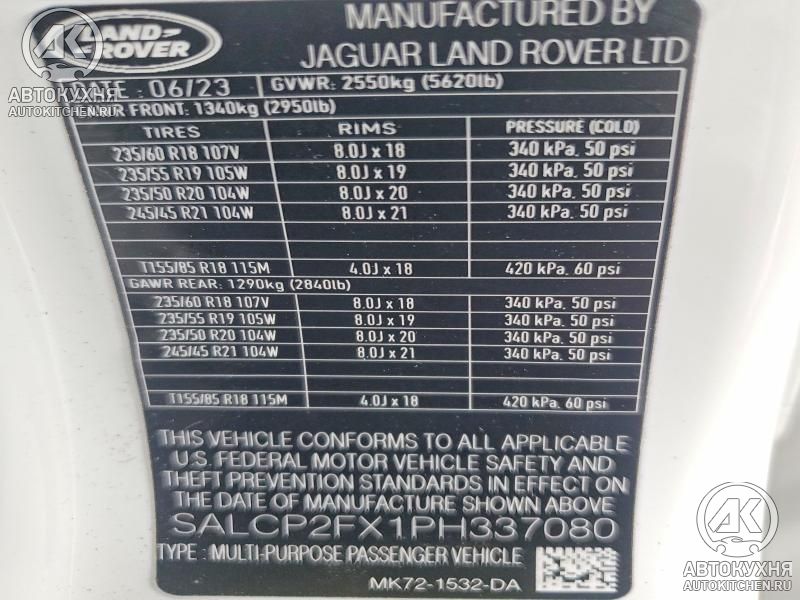 LAND ROVER
MANUFACTURED BY
JAGUAR LAND ROVER LTD
DATE : 06/23 GVWR: 2550kg (5620lb)
FRONT: 1340kg (2950lb)
TIRES RIMS PRESSURE (COLD)
235/60 R18 107V 8.0J x 18 340 kPa, 50 psi
235/55 R19 105W 8.0J x 19 340 kPa, 50 psi
235/50 R20 104W 8.0J x 20 340 kPa, 50 psi
245/45 R21 104W 8.0J x 21 340 kPa, 50 psi
T155/85 R18 115M 4.0J x 18 420 kPa, 60 psi
GAWR REAR: 1290kg (2840lb)
235/60 R18 107V 8.0J x 18 340 kPa, 50 psi
235/55 R19 105W 8.0J x 19 340 kPa, 50 psi
235/50 R20 104W 8.0J x 20 340 kPa, 50 psi
245/45 R21 104W 8.0J x 21 340 kPa, 50 psi
T155/85 R18 115M 4.0J x 18 420 kPa, 60 psi
THIS VEHICLE CONFORMS TO ALL APPLICABLE
U.S. FEDERAL MOTOR VEHICLE SAFETY AND
THEFT PREVENTION STANDARDS IN EFFECT ON
THE DATE OF MANUFACTURE SHOWN ABOVE
SALCP2FX1PH337080
TYPE : MULTI-PURPOSE PASSENGER VEHICLE
MK72-1532-DA
АК
АВТОКУХНЯ
AUTOKITCHEN.RU
АК
АВТОКУХНЯ
AUTOKITCHEN.RU